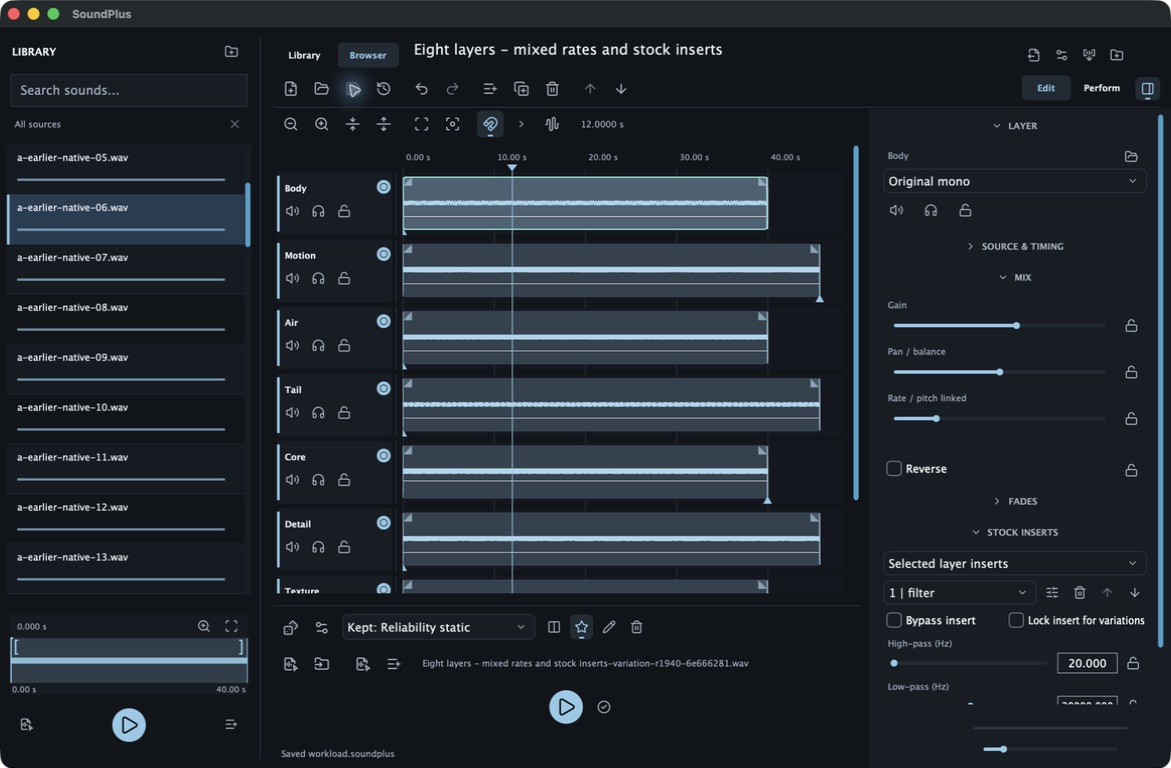 SoundPlus
LIBRARY
Search sounds...
All sources
a-earlier-native-05.wav
a-earlier-native-06.wav
a-earlier-native-07.wav
a-earlier-native-08.wav
a-earlier-native-09.wav
a-earlier-native-10.wav
a-earlier-native-11.wav
a-earlier-native-12.wav
a-earlier-native-13.wav
0.000 s
0.00 s 40.00 s
Library Browser Eight layers – mixed rates and stock inserts
Edit Perform
12.0000 s
0.00 s 10.00 s 20.00 s 30.00 s 40.00 s
Body
Motion
Air
Tail
Core
Detail
Texture
Kept: Reliability static
Eight layers – mixed rates and stock inserts-variation-r1940-6e666281.wav
Saved workload.soundplus
LAYER
Body
Original mono
SOURCE & TIMING
MIX
Gain
Pan / balance
Rate / pitch linked
Reverse
FADES
STOCK INSERTS
Selected layer inserts
1 | filter
Bypass insert Lock insert for variations
High-pass (Hz)
20.000
Low-pass (Hz)